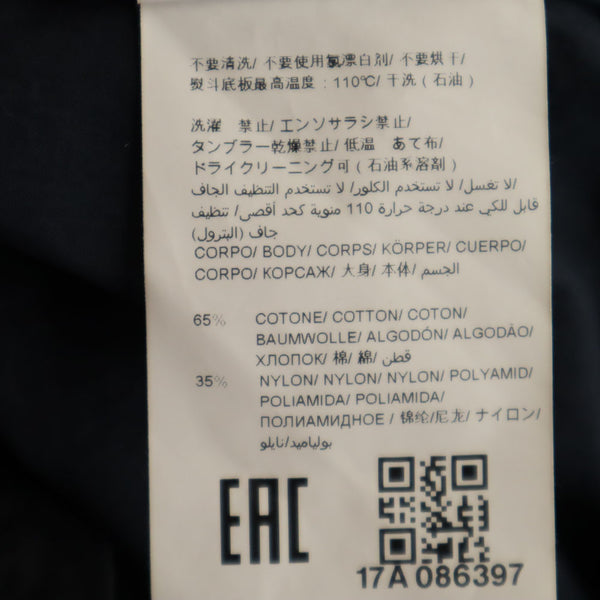 不要清洗/ 不要使用氯漂白剂/ 不要烘干/
熨斗底板最高温度 : 110℃/ 干洗 ( 石油 )
洗濯 禁止/ エンソサラシ禁止/
タンブラー乾燥禁止/ 低温 あて布/
ドライクリーニング可 ( 石油系溶剤 )
لا تغسل/ لا تستخدم الكلور/ لا تستخدم التنظيف الجاف/
قابل للكي عند درجة حرارة 110 مئوية كحد أقصى/ تنظيف
جاف (البترول)
CORPO/ BODY/ CORPS/ KÖRPER/ CUERPO/
CORPO/ КОРСАЖ/ 大身/ 本体/ الجسم
65% COTONE/ COTTON/ COTON/
BAUMWOLLE/ ALGODÓN/ ALGODÃO/
ХЛОПОК/ 棉/ 綿/ قطن
35% NYLON/ NYLON/ NYLON/ POLYAMID/
POLIAMIDA/ POLIAMIDA/
ПОЛИАМИДНОЕ / 锦纶/尼龙/ ナイロン/
بولياميد/نايلو
EAC
17A 086397